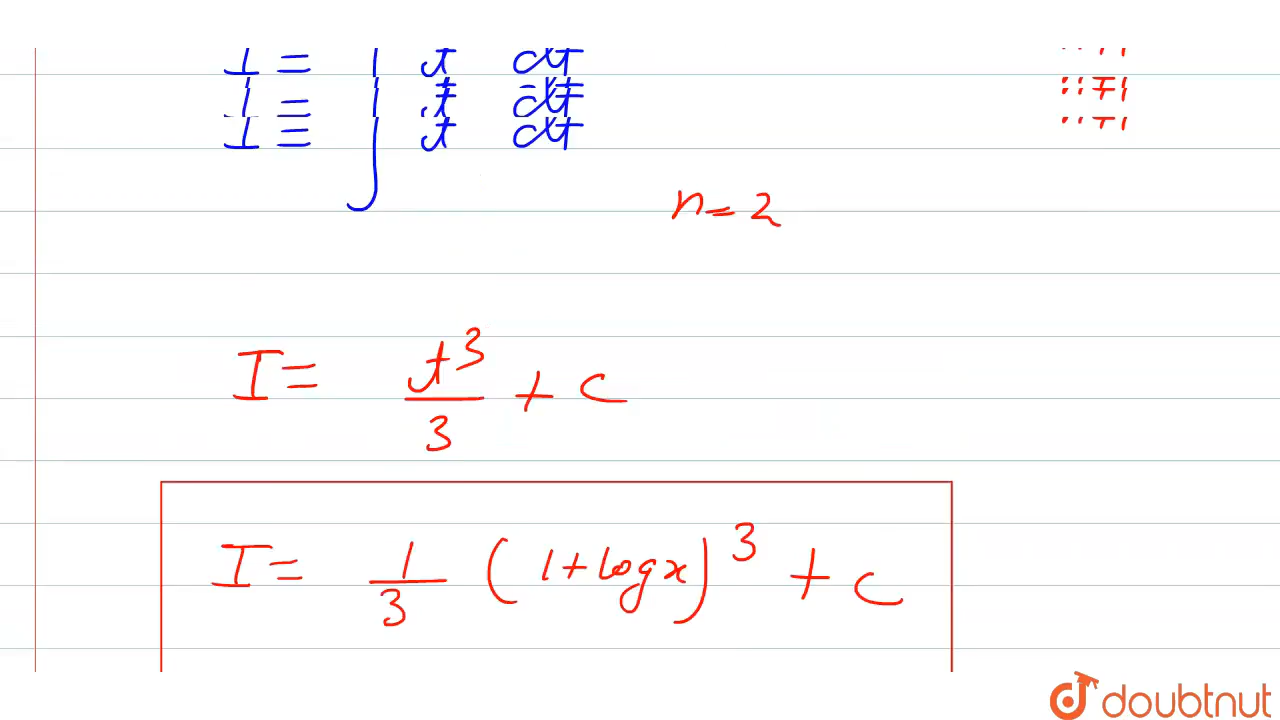 I = ∫ t dt
I = t dt
I = ∫ t dt
n = 2
I = t³/3 + c
I = 1/3 (1 + log x)³ + c
doubtnut